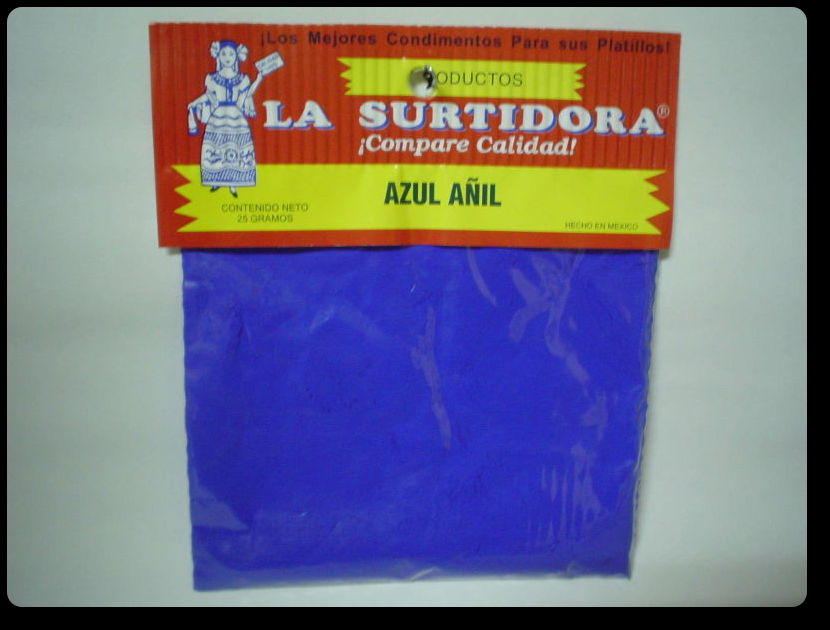 ¡Los Mejores Condimentos Para sus Platillos!
ODUCTOS
LA SURTIDORA®
¡Compare Calidad!
AZUL AÑIL
CONTENIDO NETO
25 GRAMOS
HECHO EN MEXICO